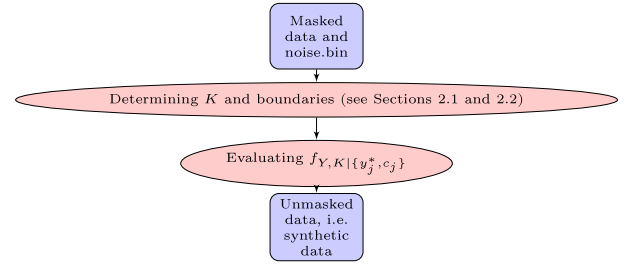 Masked
data and
noise.bin
Determining K and boundaries (see Sections 2.1 and 2.2)
Evaluating f_{Y,K|{y_j^*,c_j}}
Unmasked
data, i.e.
synthetic
data